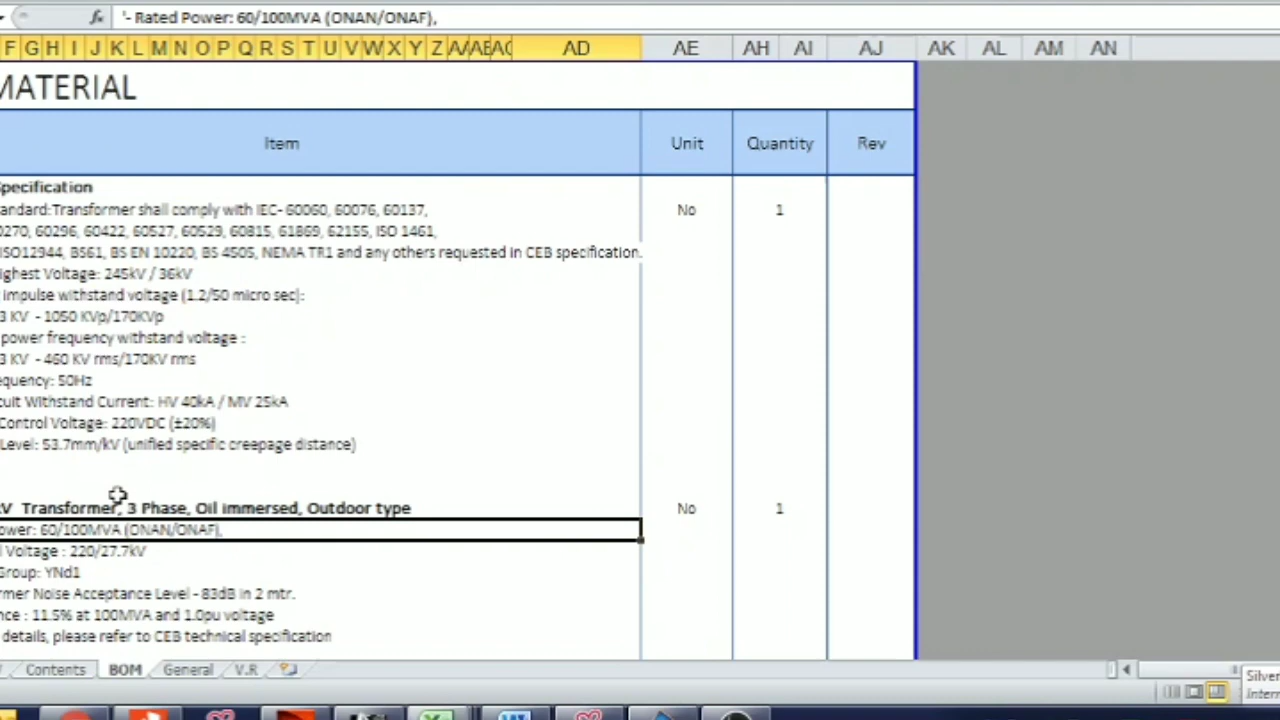 fx '- Rated Power: 60/100MVA (ONAN/ONAF),
F G H I J K L M N O P Q R S T U V W X Y Z AD AE AH AI AJ AK AL AM AN
MATERIAL
Item Unit Quantity Rev
Specification
andard:Transformer shall comply with IEC- 60060, 60076, 60137, No 1
0270, 60296, 60422, 60527, 60529, 60815, 61869, 62155, ISO 1461,
ISO12944, BS61, BS EN 10220, BS 4505, NEMA TR1 and any others requested in CEB specification.
ighest Voltage: 245kV / 36kV
impulse withstand voltage (1.2/50 micro sec):
3 KV - 1050 KVp/170KVp
power frequency withstand voltage :
3 KV - 460 KV rms/170KV rms
equency: 50Hz
cuit Withstand Current: HV 40kA / MV 25kA
Control Voltage: 220VDC (±20%)
Level: 53.7mm/kV (unified specific creepage distance)
kV Transformer, 3 Phase, Oil immersed, Outdoor type No 1
ower: 60/100MVA (ONAN/ONAF),
l Voltage : 220/27.7kV
Group: YNd1
rmer Noise Acceptance Level - 83dB in 2 mtr.
nce : 11.5% at 100MVA and 1.0pu voltage
details, please refer to CEB technical specification
Contents BOM General V.R
Silver
Intern